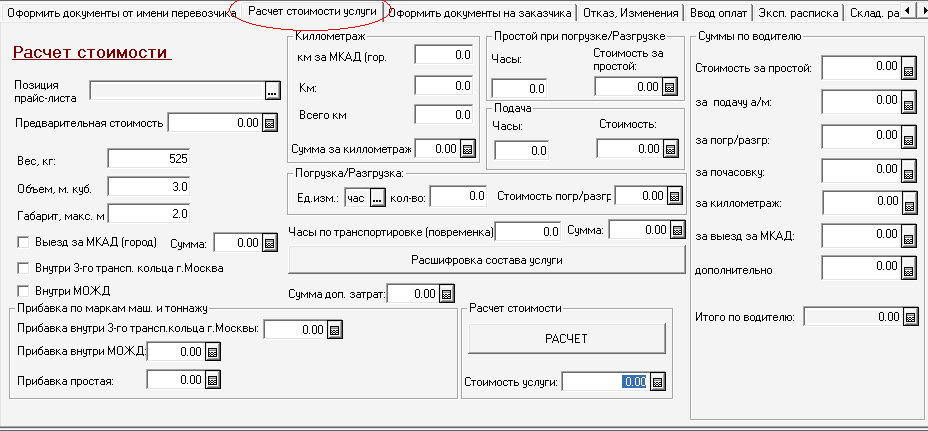 Оформить документы от имени перевозчика
Расчет стоимости услуги
Оформить документы на заказчика
Отказ, Изменения
Ввод оплат
Эксп. расписка
Склад. ра
Расчет стоимости
Позиция
прайс-листа
...
Предварительная стоимость
0.00
Вес, кг:
525
Объем, м. куб.
3.0
Габарит, макс. м
2.0
Выезд за МКАД (город)
Сумма:
0.00
Внутри 3-го трансп. кольца г.Москва
Внутри МОЖД
Прибавка по маркам маш. и тоннажу
Прибавка внутри 3-го трансп.кольца г.Москвы:
0.00
Прибавка внутри МОЖД:
0.00
Прибавка простая:
0.00
Киллометраж
км за МКАД (гор.
0.0
Км:
0.0
Всего км
0.0
Сумма за киллометраж
0.00
Простой при погрузке/Разгрузке
Часы:
0.0
Стоимость за
простой:
0.00
Подача
Часы:
0.0
Стоимость:
0.00
Погрузка/Разгрузка:
Ед.изм.:
час
...
кол-во:
0.0
Стоимость погр/разгр
0.00
Часы по транспортировке (повременка)
0.0
Сумма:
0.00
Расшифровка состава услуги
Сумма доп. затрат:
0.00
Расчет стоимости
РАСЧЕТ
Стоимость услуги:
0.00
Суммы по водителю
Стоимость за простой:
0.00
за подачу а/м:
0.00
за погр/разгр:
0.00
за почасовку:
0.00
за киллометраж:
0.00
за выезд за МКАД:
0.00
дополнительно
0.00
Итого по водителю:
0.00